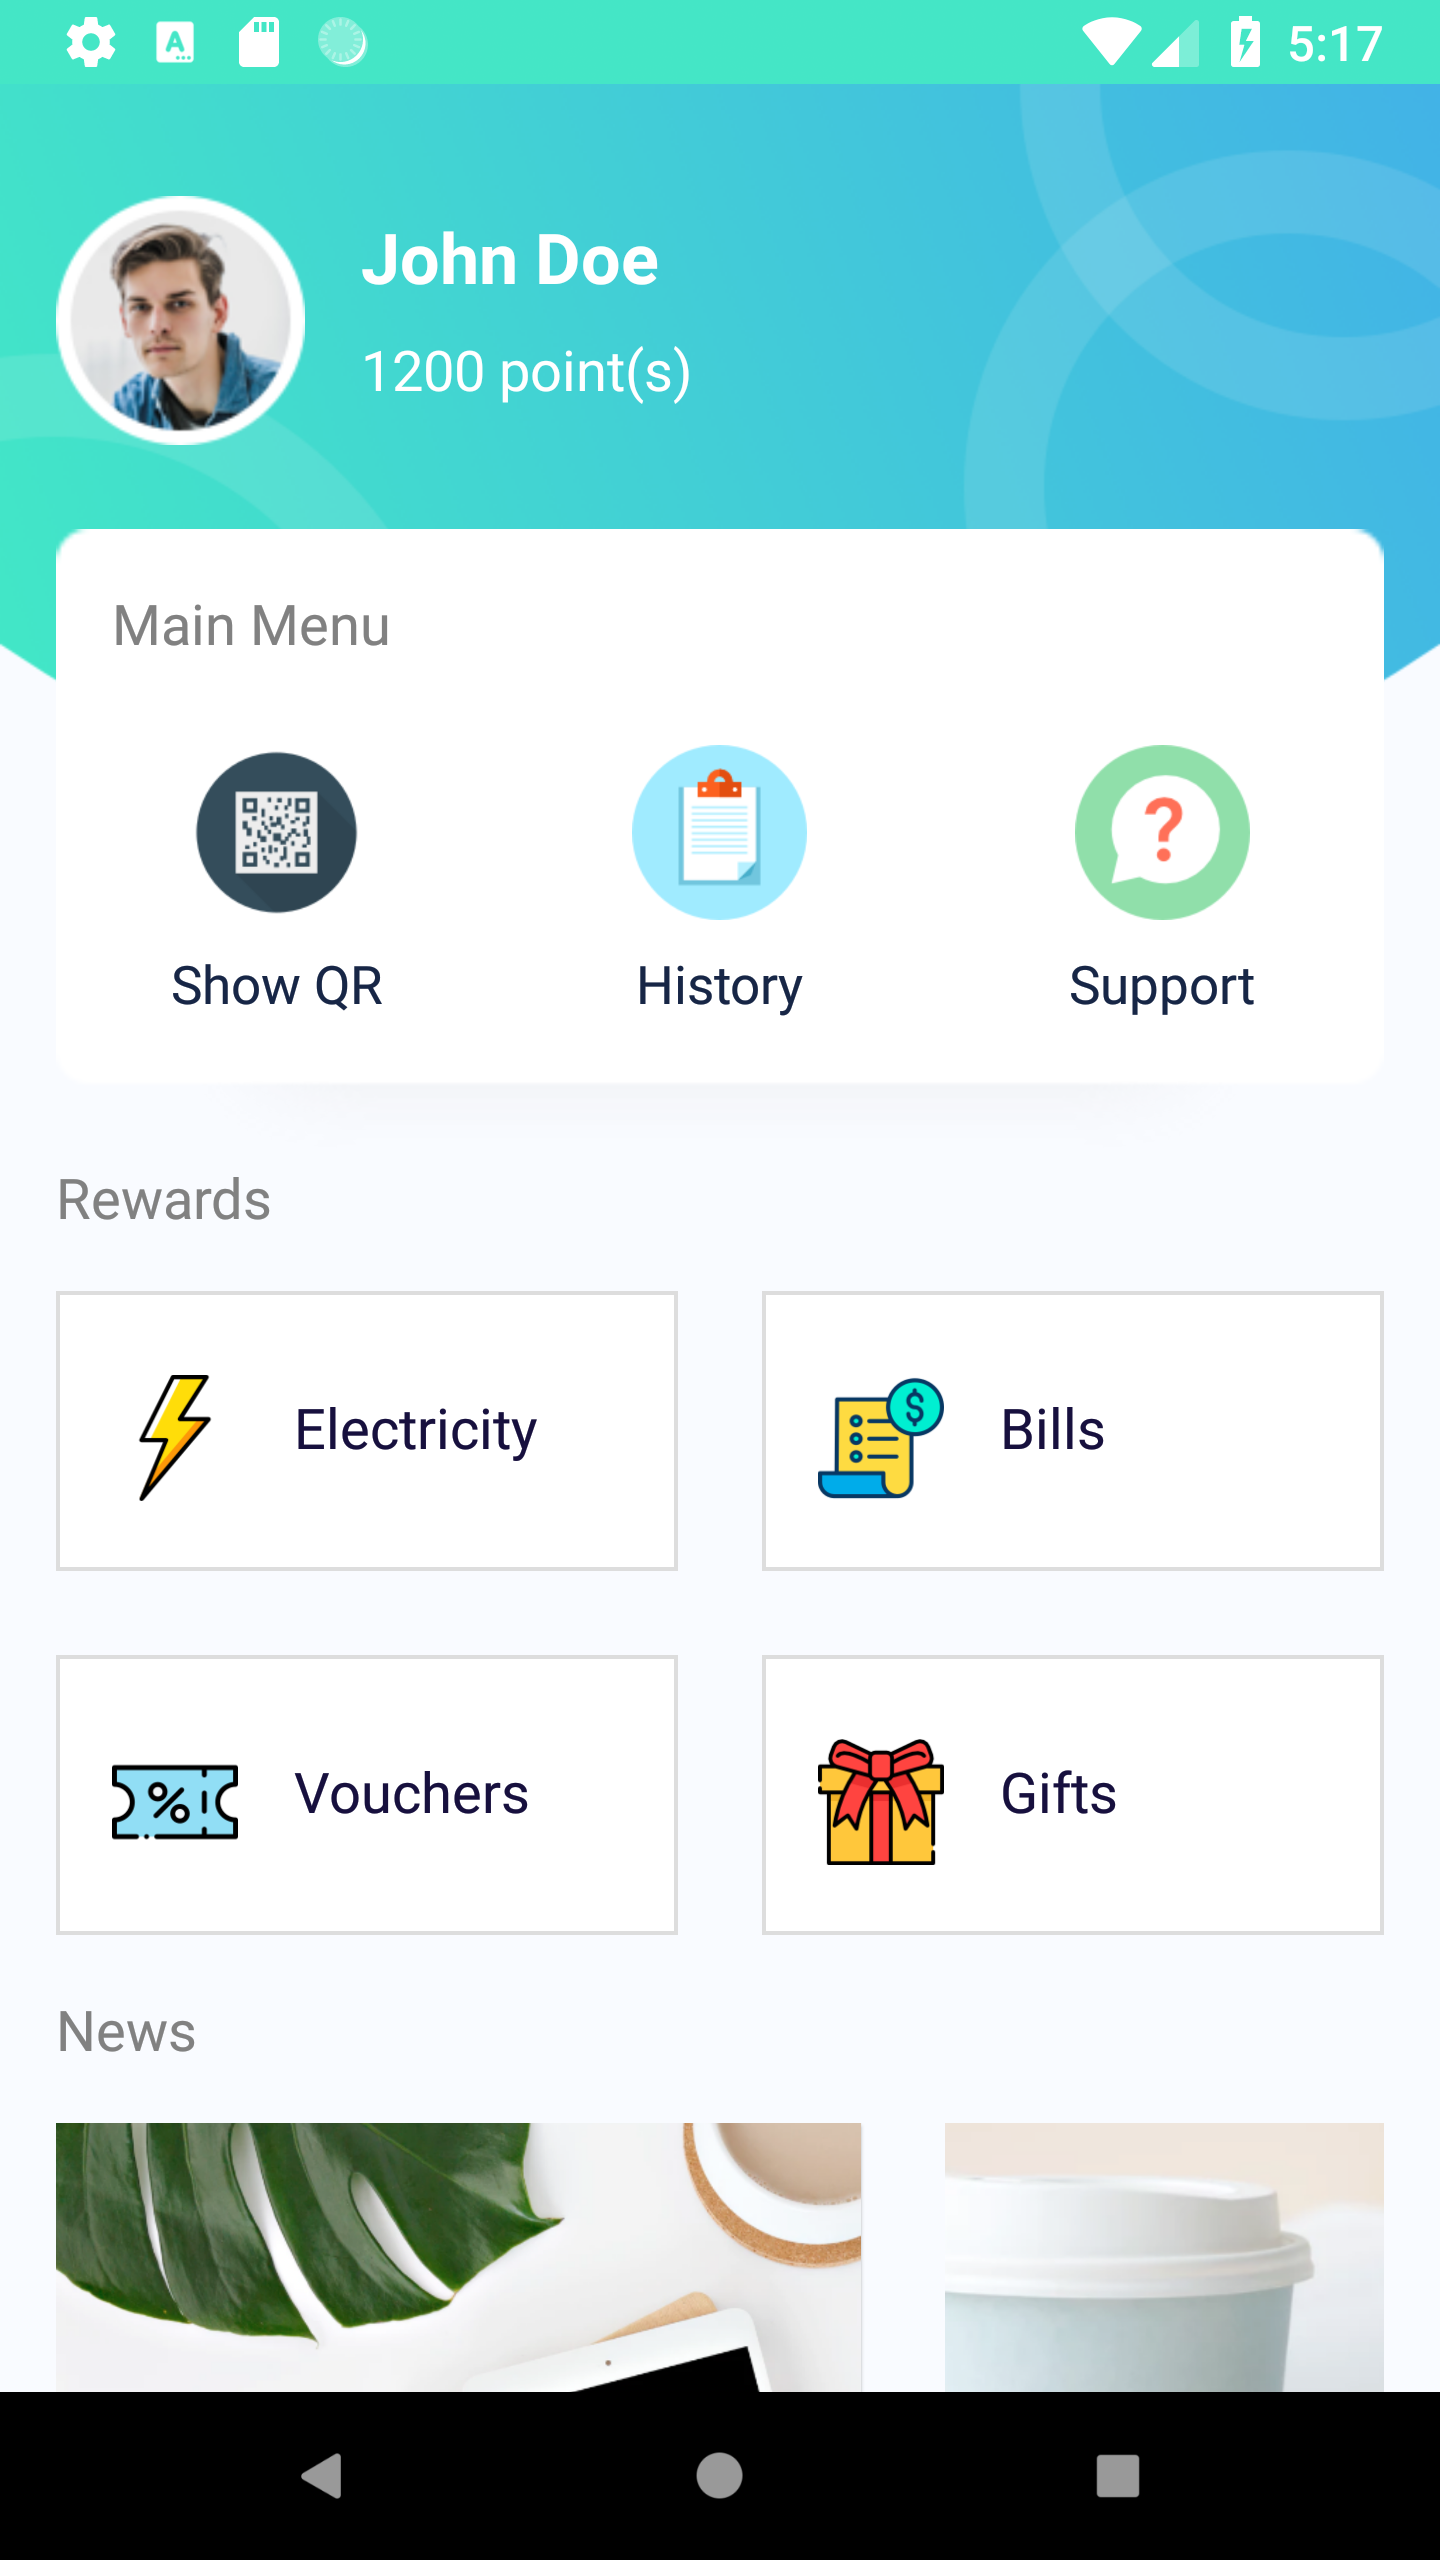 5:17
John Doe
1200 point(s)
Main Menu
Show QR
History
Support
Rewards
Electricity
Bills
Vouchers
Gifts
News